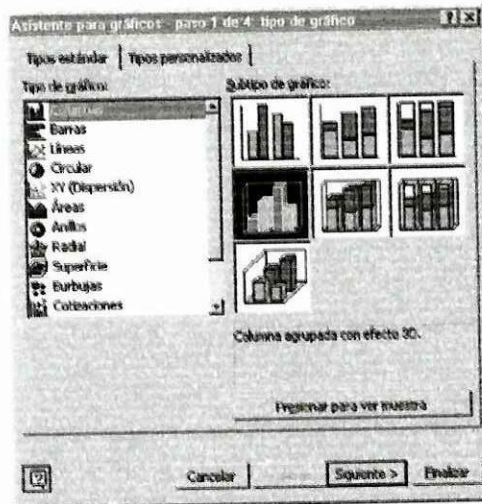 Asistente para gráficos - paso 1 de 4: tipo de gráfico
Tipos estándar
Tipos personalizados
Tipo de gráfico:
Columnas
Barras
Líneas
Circular
XY (Dispersión)
Áreas
Anillos
Radial
Superficie
Burbujas
Cotizaciones
Subtipo de gráfico:
Columna agrupada con efecto 3D.
Presionar para ver muestra
Cancelar
Siguiente >
Finalizar